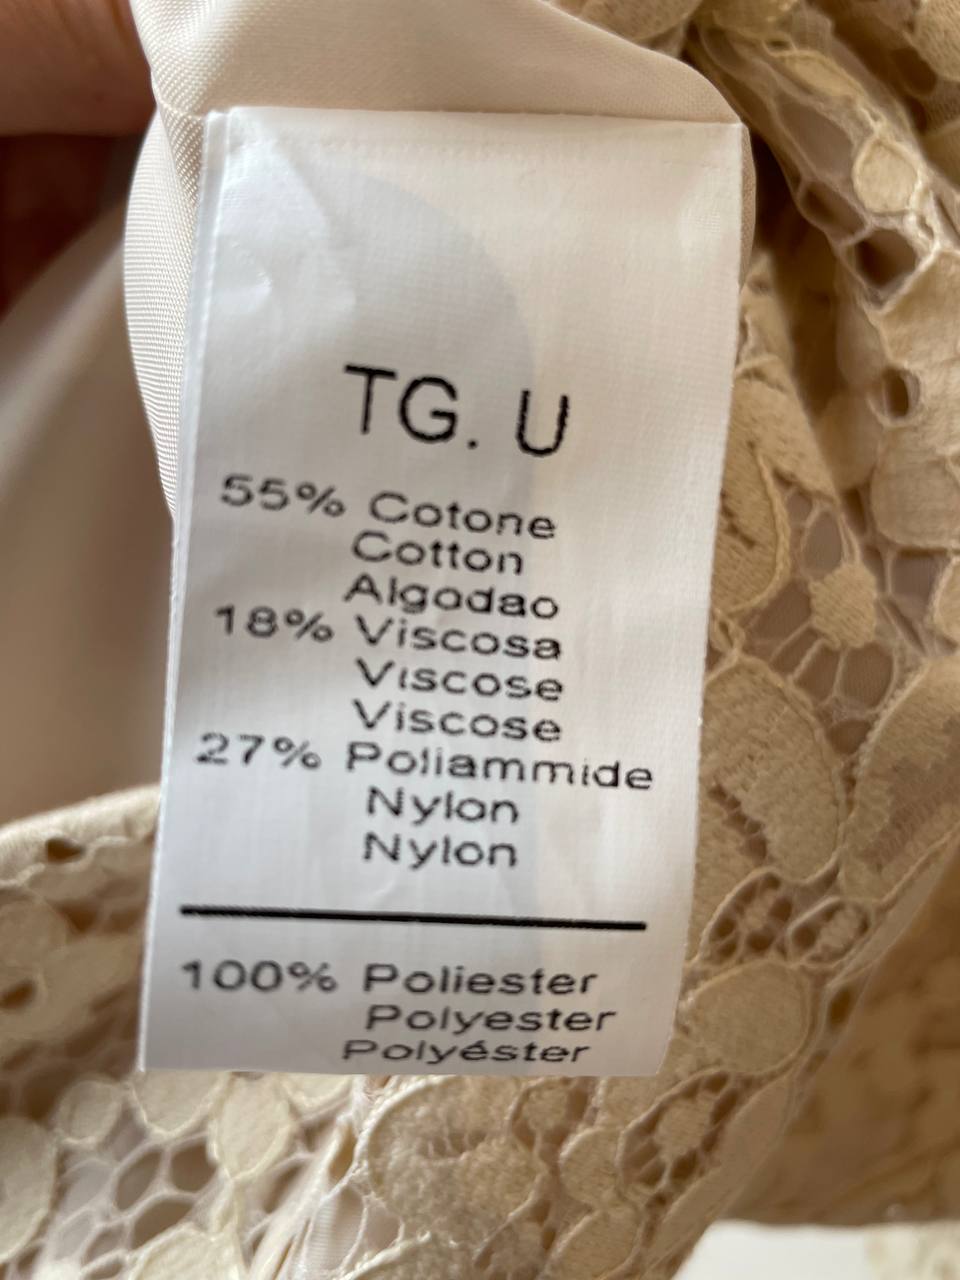 TG. U
55% Cotone
Cotton
Algodao
18% Viscosa
Viscose
Viscose
27% Poliammide
Nylon
Nylon
100% Poliester
Polyester
Polyéster